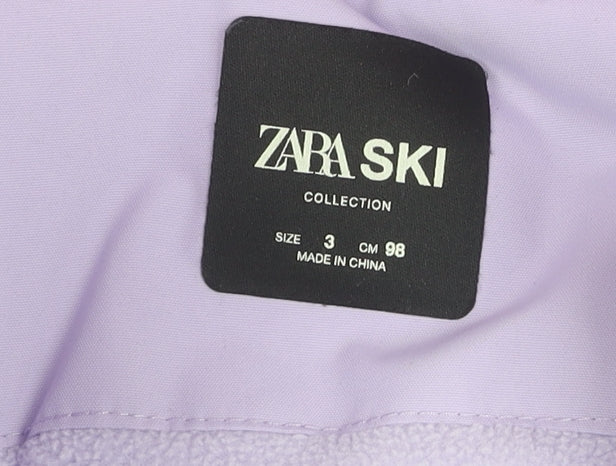 ZARA SKI
COLLECTION
SIZE 3 CM 98
MADE IN CHINA